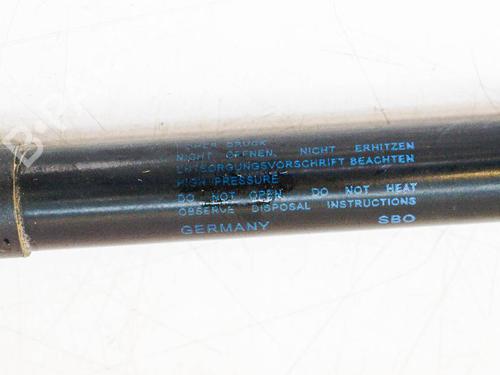 DRUCK
NICHT ÖFFNEN, NICHT ERHITZEN
ENTSORGUNGSVORSCHRIFT BEACHTEN
HIGH PRESSURE
DO NOT OPEN, DO NOT HEAT
OBSERVE DISPOSAL INSTRUCTIONS
GERMANY SBO